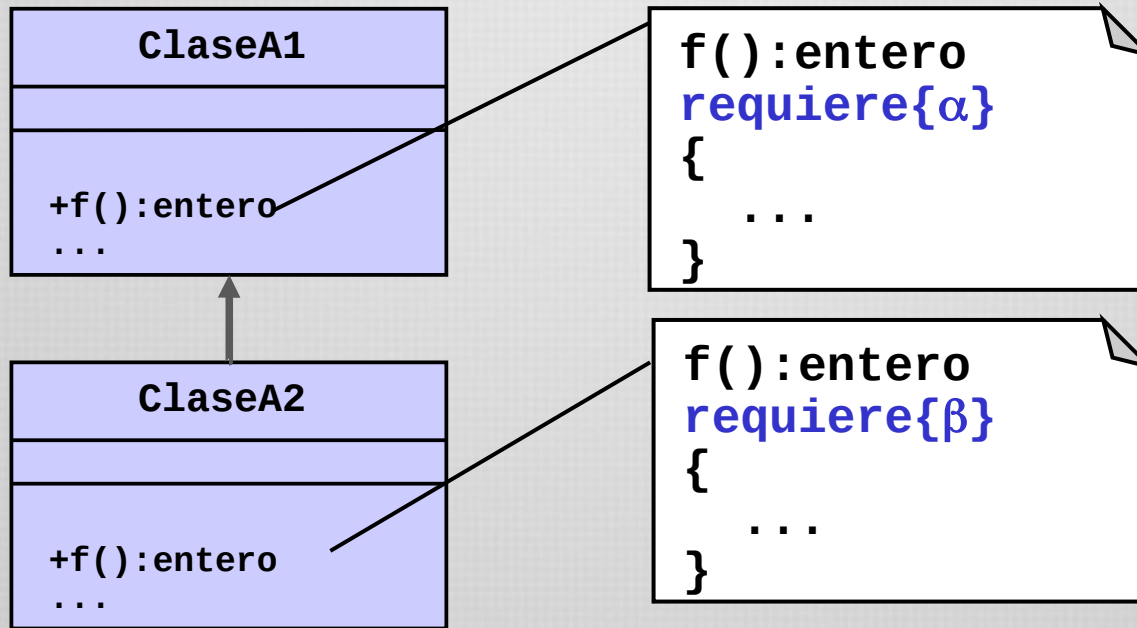 ClaseA1
+f():entero
...
f():entero
requiere{α}
{
...
}
ClaseA2
+f():entero
...
f():entero
requiere{β}
{
...
}